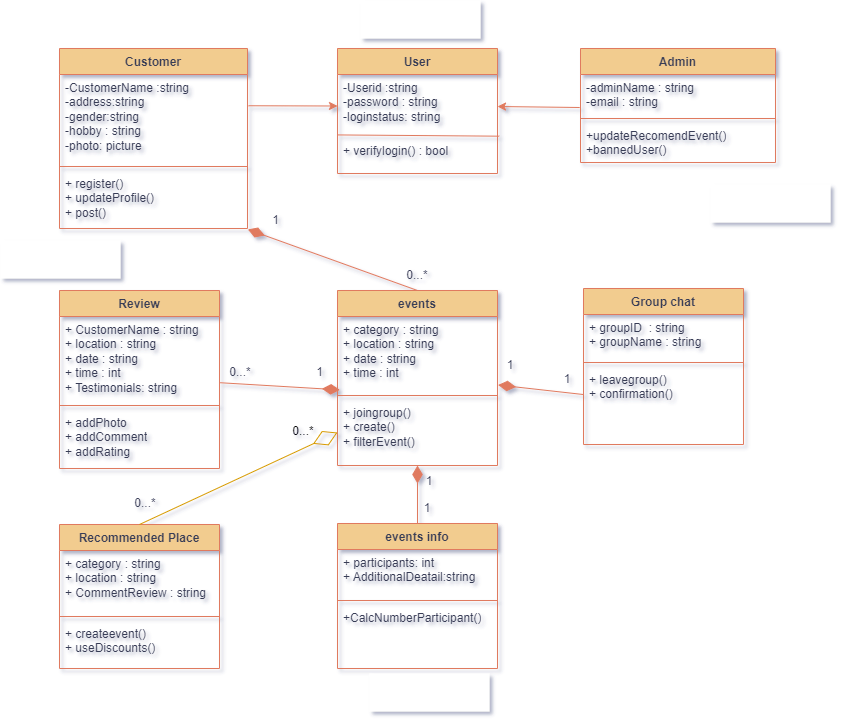 Customer
-CustomerName :string
-address:string
-gender:string
-hobby : string
-photo: picture
+ register()
+ updateProfile()
+ post()
User
-Userid :string
-password : string
-loginstatus: string
+ verifylogin() : bool
Admin
-adminName : string
-email : string
+updateRecomendEvent()
+bannedUser()
1
0...*
Review
+ CustomerName : string
+ location : string
+ date : string
+ time : int
+ Testimonials: string
+ addPhoto
+ addComment
+ addRating
0...*
1
events
+ category : string
+ location : string
+ date : string
+ time : int
+ joingroup()
+ create()
+ filterEvent()
1
1
Group chat
+ groupID : string
+ groupName : string
+ leavegroup()
+ confirmation()
0...*
0...*
1
1
Recommended Place
+ category : string
+ location : string
+ CommentReview : string
+ createevent()
+ useDiscounts()
events info
+ participants: int
+ AdditionalDeatail:string
+CalcNumberParticipant()